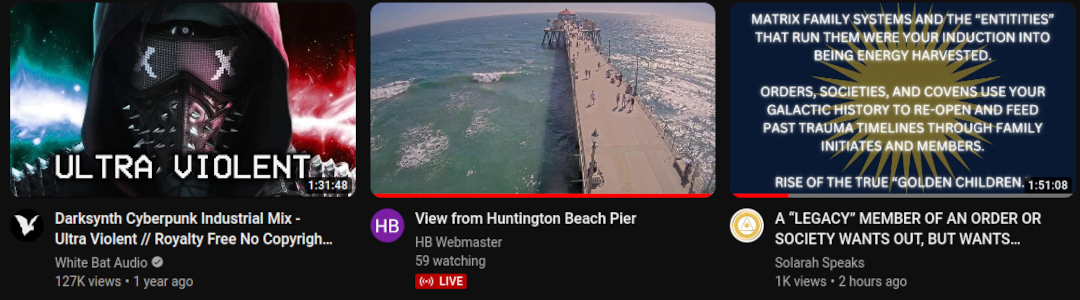 ULTRA VIOLENT
1:31:48
Darksynth Cyberpunk Industrial Mix -
Ultra Violent // Royalty Free No Copyrigh...
White Bat Audio
127K views • 1 year ago
HB
View from Huntington Beach Pier
HB Webmaster
59 watching
LIVE
MATRIX FAMILY SYSTEMS AND THE “ENTITITIES”
THAT RUN THEM WERE YOUR INDUCTION INTO
BEING ENERGY HARVESTED.
ORDERS, SOCIETIES, AND COVENS USE YOUR
GALACTIC HISTORY TO RE-OPEN AND FEED
PAST TRAUMA TIMELINES THROUGH FAMILY
INITIATES AND MEMBERS.
RISE OF THE TRUE “GOLDEN CHILDREN.
1:51:08
A “LEGACY” MEMBER OF AN ORDER OR
SOCIETY WANTS OUT, BUT WANTS...
Solarah Speaks
1K views • 2 hours ago